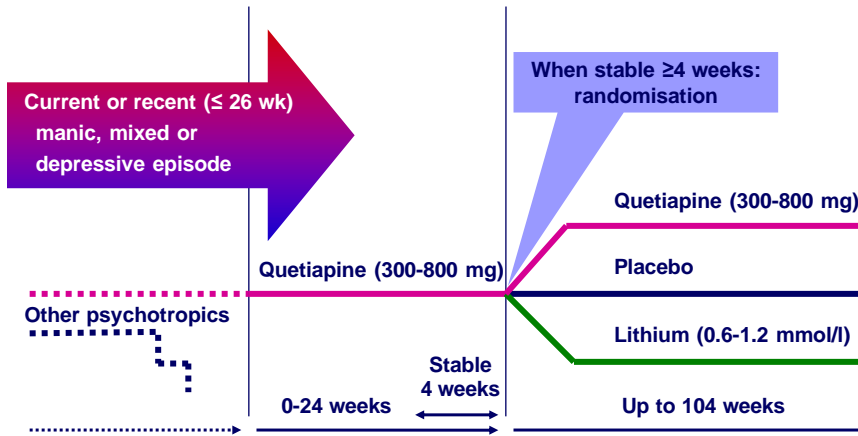 Current or recent (≤ 26 wk)
manic, mixed or
depressive episode
When stable ≥4 weeks:
randomisation
Quetiapine (300-800 mg)
Quetiapine (300-800 mg)
Placebo
Other psychotropics
Lithium (0.6-1.2 mmol/l)
Stable
4 weeks
0-24 weeks
Up to 104 weeks